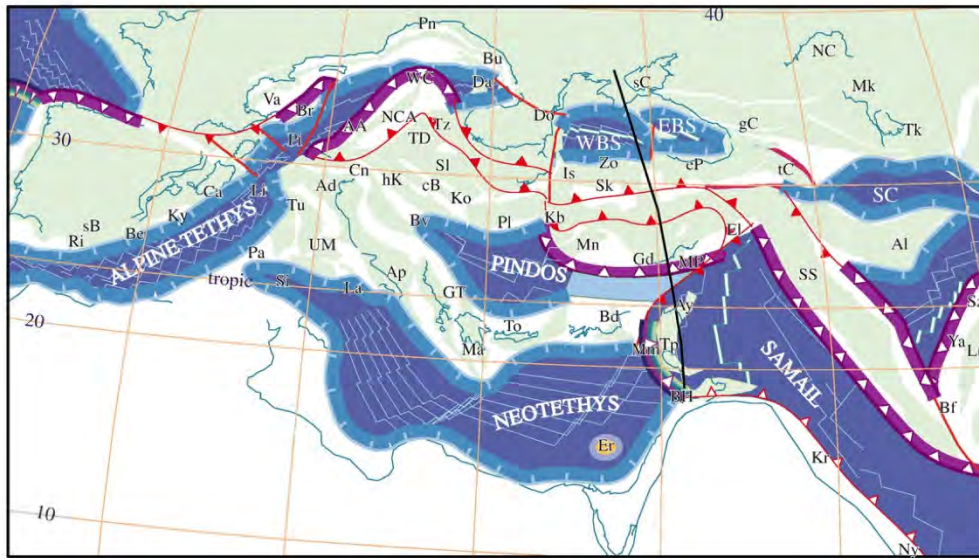 40
Pn
NC
WC
Bu
Da
sC
Mk
Va
Br
Do
EBS
gC
Tk
30
AA
NCA
Tz
TD
WBS
Pi
Zo
eP
tC
Cn
Sl
Is
Ad
hK
cB
Sk
SC
Ca
Li
Ko
Ky
Tu
Kb
sB
Be
Bv
Pl
El
Ri
ALPINE TETHYS
UM
Mn
Al
Pa
PINDOS
Gd
MP
SS
tropic
Si
Ap
La
GT
Ay
20
To
Bd
Ma
Mm
Tp
SAMAIL
Ya
NEOTETHYS
BH
Bf
Er
Kr
10
Ny